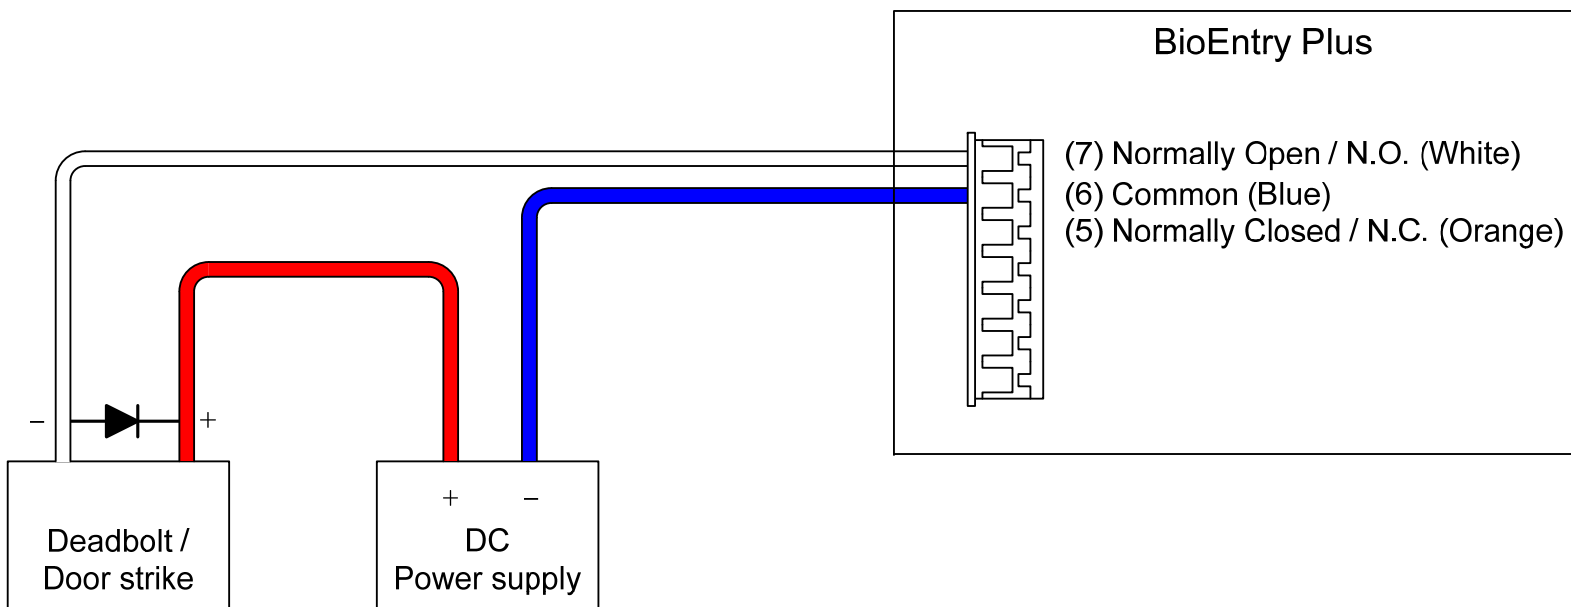 BioEntry Plus
(7) Normally Open / N.O. (White)
(6) Common (Blue)
(5) Normally Closed / N.C. (Orange)
− +
+ −
Deadbolt /
Door strike
DC
Power supply